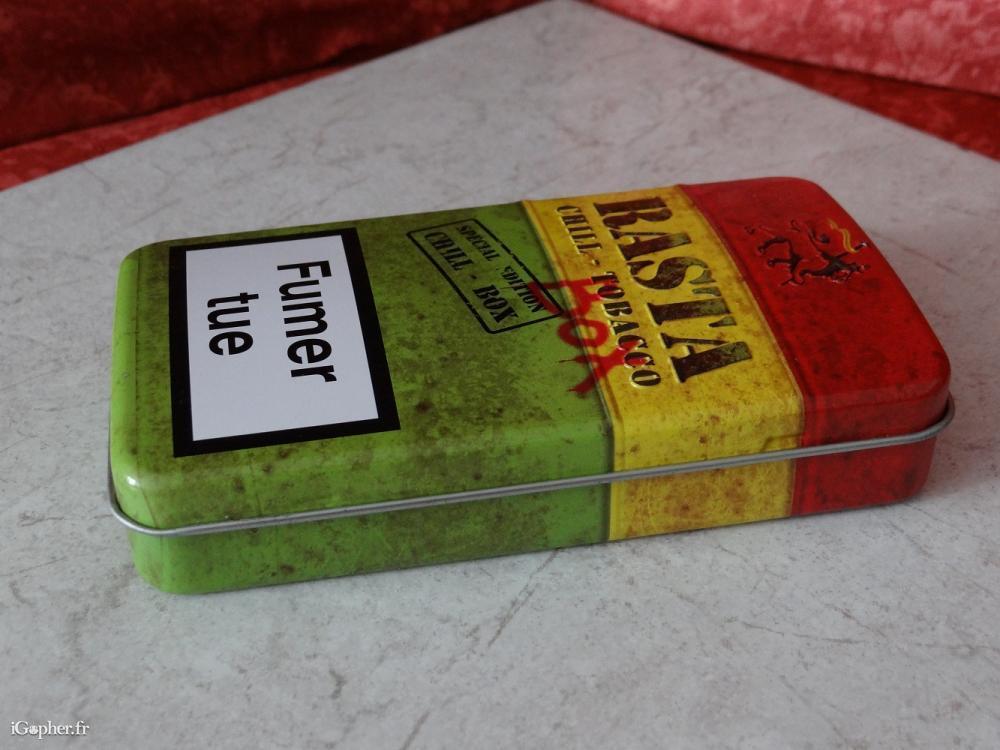 RASTA
CHILL - TOBACCO
BOX
SPECIAL EDITION
CHILL - BOX
Fumer
tue
iGopher.fr